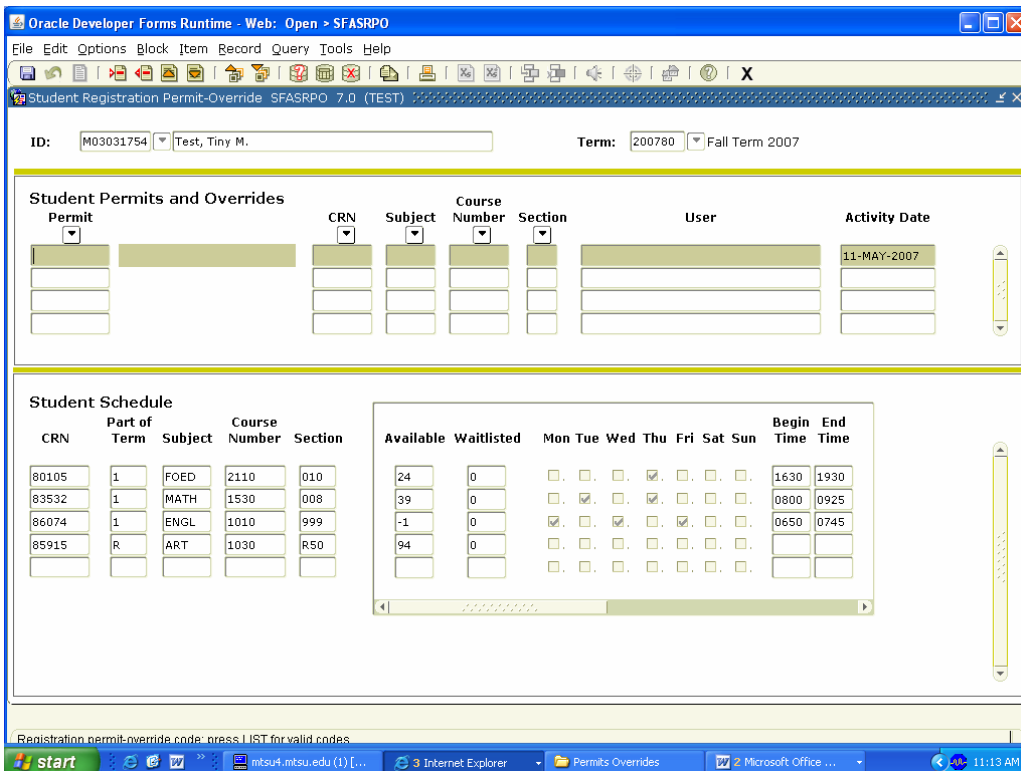 Oracle Developer Forms Runtime - Web: Open > SFASRPO
File Edit Options Block Item Record Query Tools Help
Student Registration Permit-Override SFASRPO 7.0 (TEST)
ID: M03031754 Test, Tiny M. Term: 200780 Fall Term 2007
Student Permits and Overrides
Permit CRN Subject Course Number Section User Activity Date
11-MAY-2007
Student Schedule
CRN Part of Term Subject Course Number Section Available Waitlisted Mon Tue Wed Thu Fri Sat Sun Begin Time End Time
80105 1 FOED 2110 010 24 0 1630 1930
83532 1 MATH 1530 008 39 0 0800 0925
86074 1 ENGL 1010 999 -1 0 0650 0745
85915 R ART 1030 R50 94 0
Registration permit-override code; press LIST for valid codes
start mtsu4.mtsu.edu (1) [... 3 Internet Explorer Permits Overrides 2 Microsoft Office ... 11:13 AM